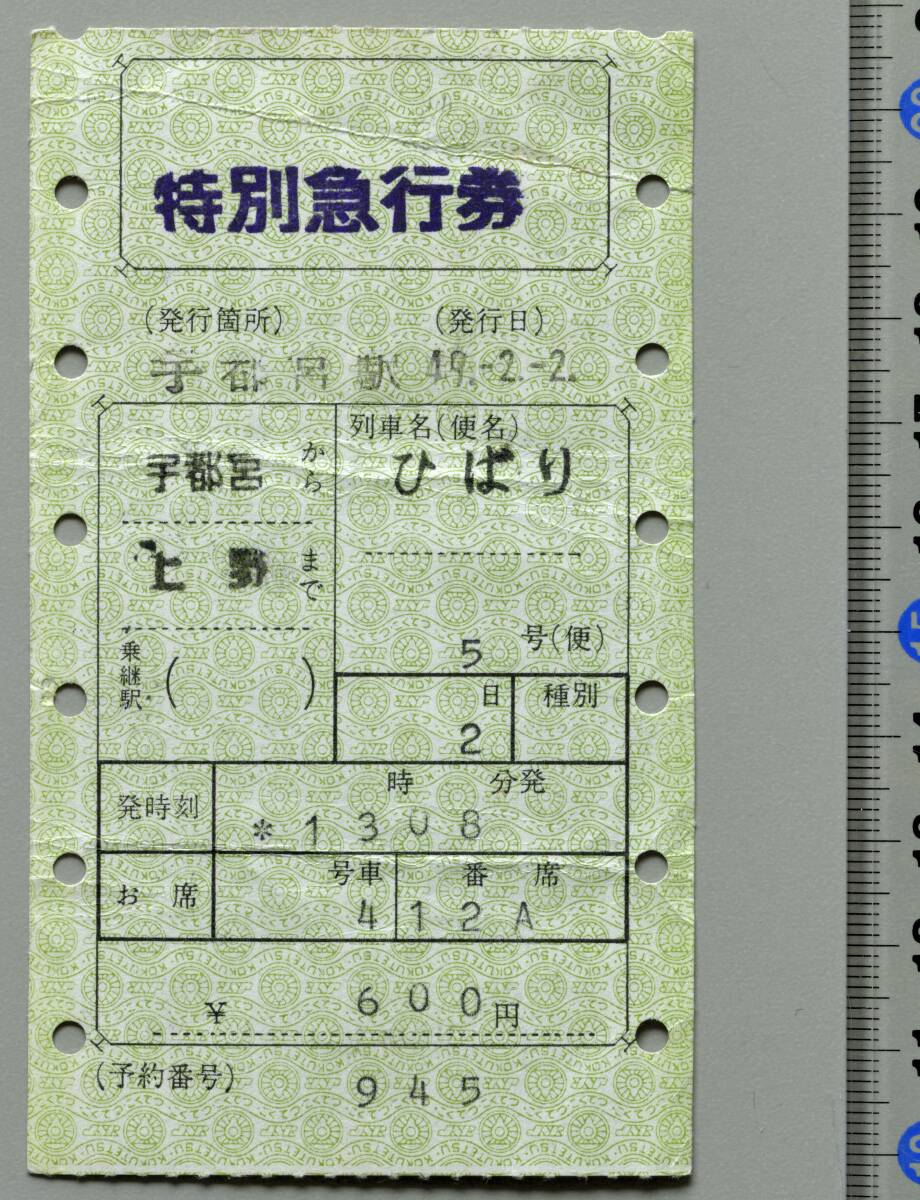 特別急行券
(発行箇所) (発行日)
宇都宮駅 49.-2.-2.
宇都宮から
上野まで
乗継駅 ( )
列車名(便名)
ひばり
5 号(便)
日 種別
2
発時刻 時 分発
*1308
お席 号車 番 席
4 12A
¥ 600円
(予約番号) 945